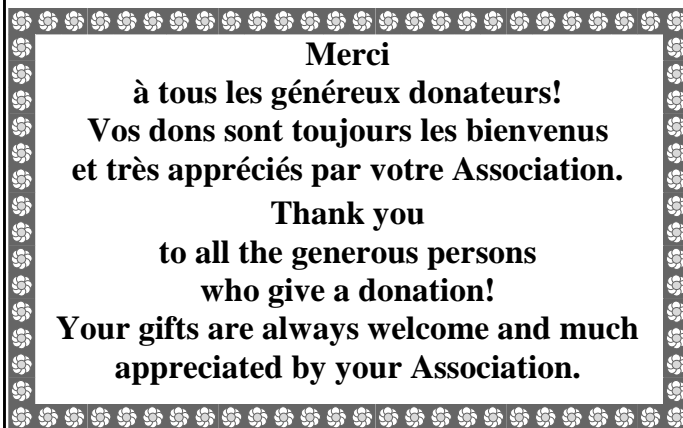 Merci
à tous les généreux donateurs!
Vos dons sont toujours les bienvenus
et très appréciés par votre Association.
Thank you
to all the generous persons
who give a donation!
Your gifts are always welcome and much
appreciated by your Association.